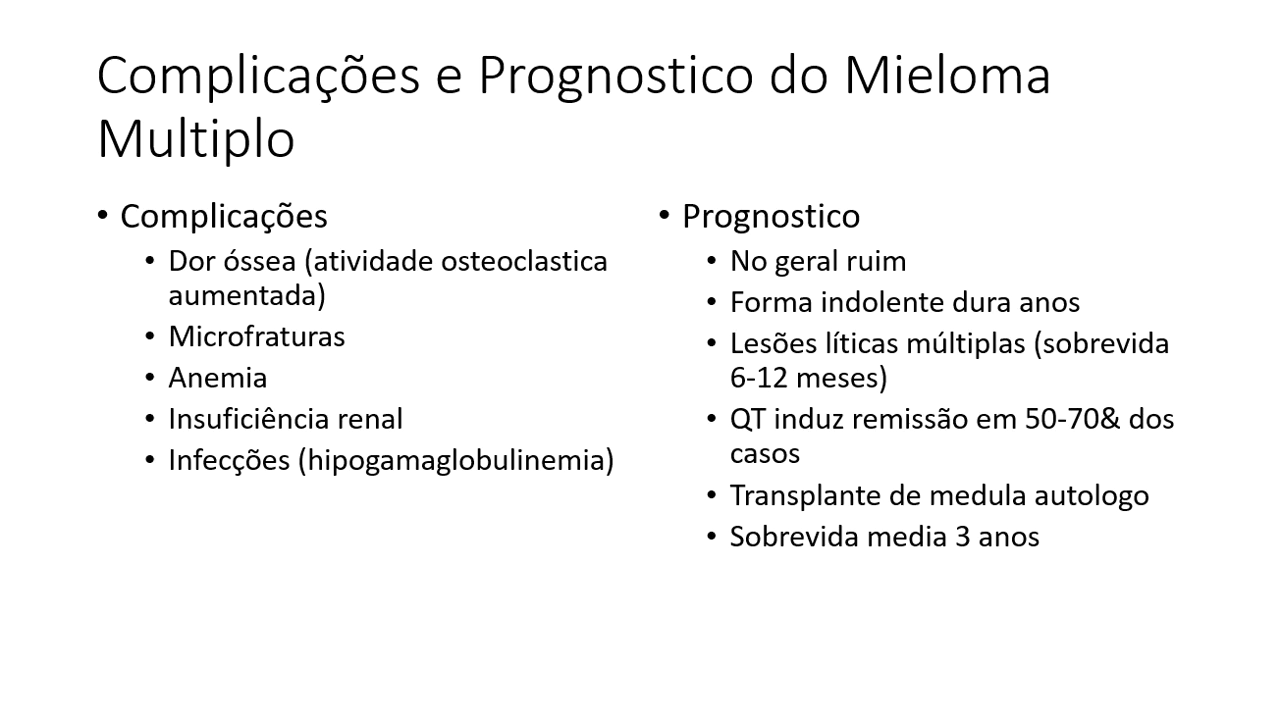 Complicações e Prognostico do Mieloma
Multiplo
• Complicações
• Dor óssea (atividade osteoclastica
aumentada)
• Microfraturas
• Anemia
• Insuficiência renal
• Infecções (hipogamaglobulinemia)
• Prognostico
• No geral ruim
• Forma indolente dura anos
• Lesões líticas múltiplas (sobrevida
6-12 meses)
• QT induz remissão em 50-70& dos
casos
• Transplante de medula autologo
• Sobrevida media 3 anos